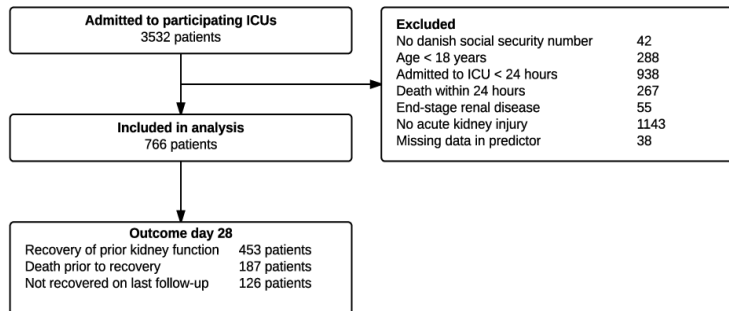 Admitted to participating ICUs
3532 patients
Excluded
No danish social security number 42
Age < 18 years 288
Admitted to ICU < 24 hours 938
Death within 24 hours 267
End-stage renal disease 55
No acute kidney injury 1143
Missing data in predictor 38
Included in analysis
766 patients
Outcome day 28
Recovery of prior kidney function 453 patients
Death prior to recovery 187 patients
Not recovered on last follow-up 126 patients